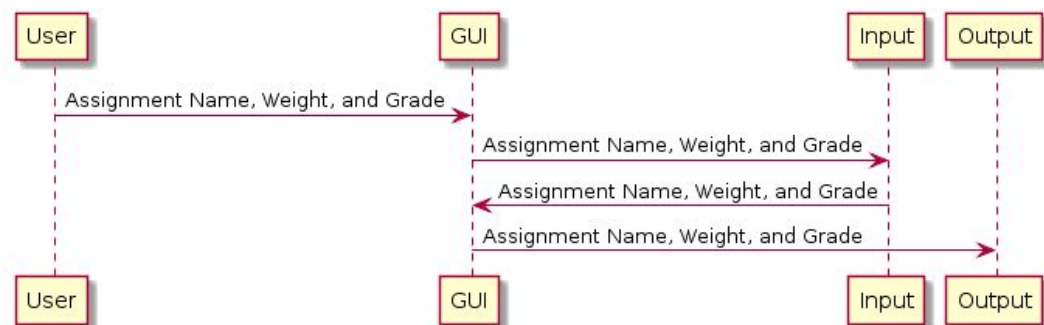 User GUI Input Output
Assignment Name, Weight, and Grade
Assignment Name, Weight, and Grade
Assignment Name, Weight, and Grade
Assignment Name, Weight, and Grade
User GUI Input Output